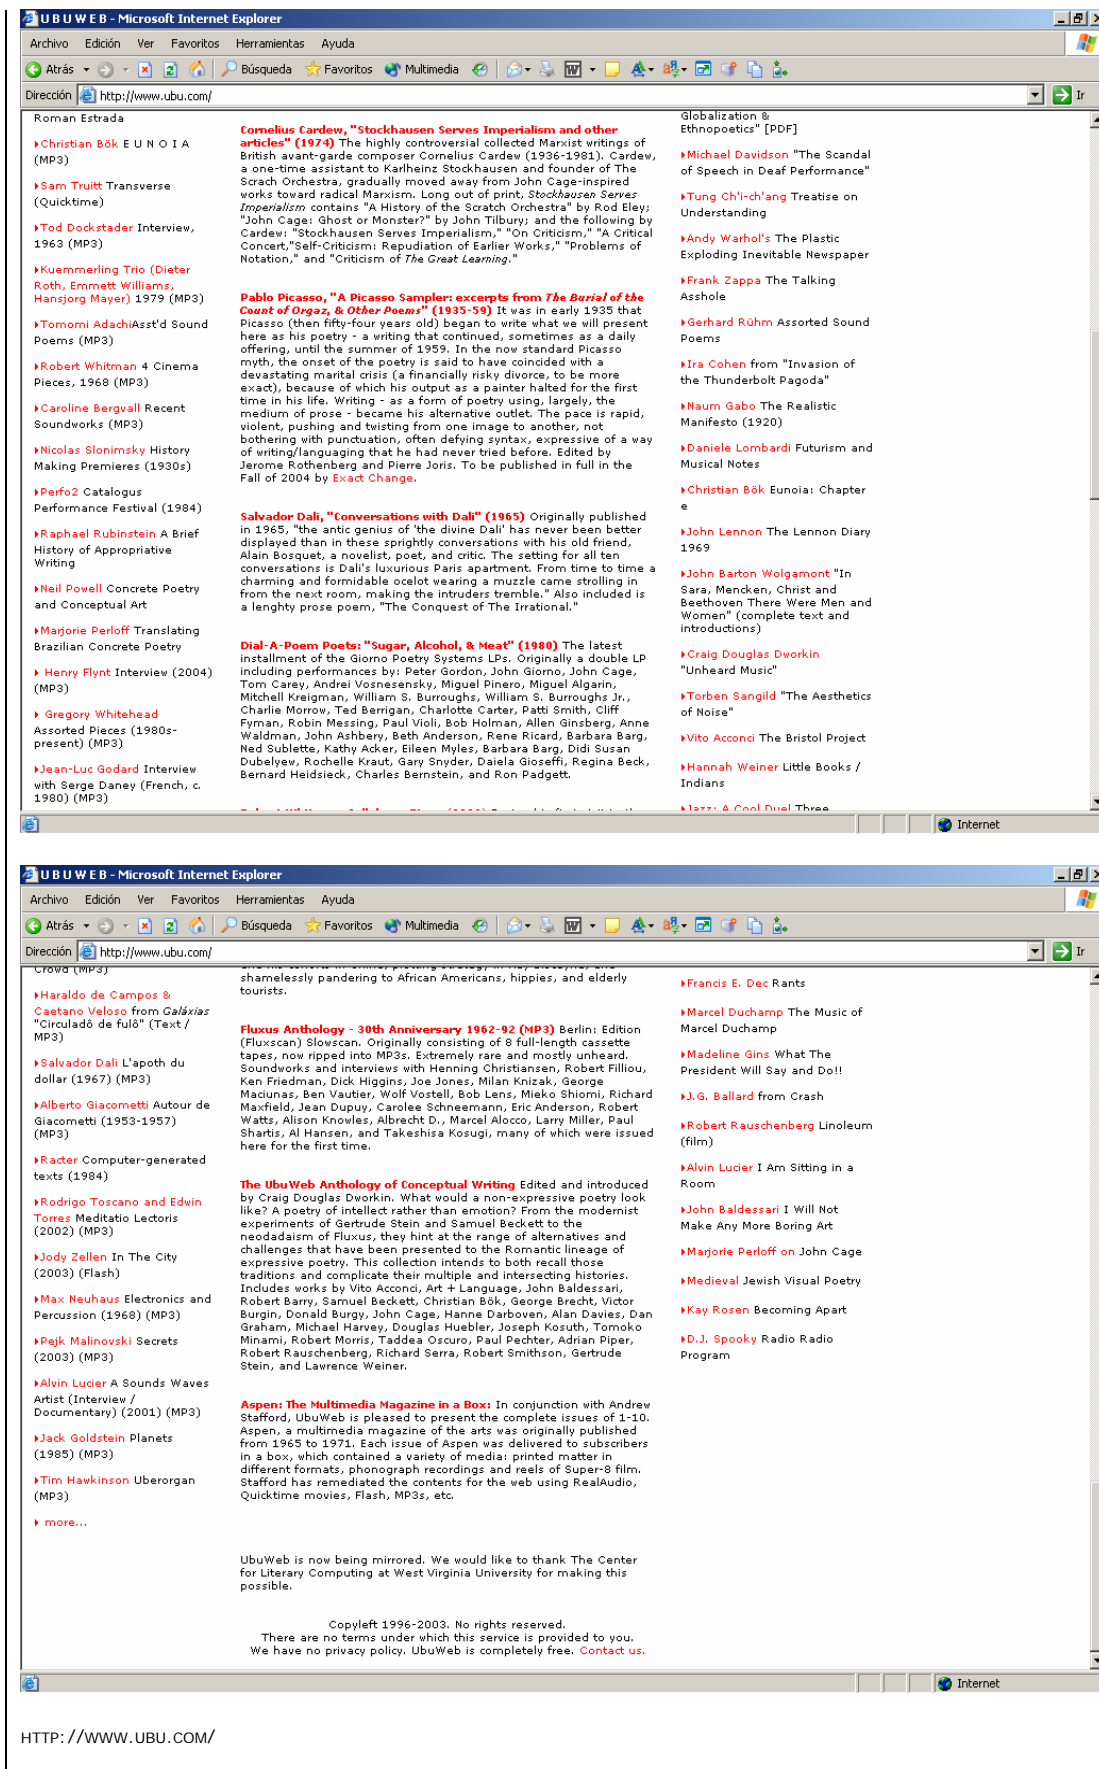 U B U W E B - Microsoft Internet Explorer
Archivo Edición Ver Favoritos Herramientas Ayuda
Atrás Búsqueda Favoritos Multimedia
Dirección http://www.ubu.com/ Ir
Roman Estrada
Christian Bök E U N O I A
(MP3)
Sam Truitt Transverse
(Quicktime)
Tod Dockstader Interview,
1963 (MP3)
Kuemmerling Trio (Dieter
Roth, Emmett Williams,
Hansjorg Mayer) 1979 (MP3)
Tomomi AdachiAsst'd Sound
Poems (MP3)
Robert Whitman 4 Cinema
Pieces, 1968 (MP3)
Caroline Bergvall Recent
Soundworks (MP3)
Nicolas Slonimsky History
Making Premieres (1930s)
Perfo2 Catalogus
Performance Festival (1984)
Raphael Rubinstein A Brief
History of Appropriative
Writing
Neil Powell Concrete Poetry
and Conceptual Art
Marjorie Perloff Translating
Brazilian Concrete Poetry
Henry Flynt Interview (2004)
(MP3)
Gregory Whitehead
Assorted Pieces (1980s-
present) (MP3)
Jean-Luc Godard Interview
with Serge Daney (French, c.
1980) (MP3)
Cornelius Cardew, "Stockhausen Serves Imperialism and other
articles" (1974) The highly controversial collected Marxist writings of
British avant-garde composer Cornelius Cardew (1936-1981). Cardew,
a one-time assistant to Karlheinz Stockhausen and founder of The
Scrach Orchestra, gradually moved away from John Cage-inspired
works toward radical Marxism. Long out of print, Stockhausen Serves
Imperialism contains "A History of the Scratch Orchestra" by Rod Eley;
"John Cage: Ghost or Monster?" by John Tilbury; and the following by
Cardew: "Stockhausen Serves Imperialism," "On Criticism," "A Critical
Concert,"Self-Criticism: Repudiation of Earlier Works," "Problems of
Notation," and "Criticism of The Great Learning."
Pablo Picasso, "A Picasso Sampler: excerpts from The Burial of the
Count of Orgaz, & Other Poems" (1935-59) It was in early 1935 that
Picasso (then fifty-four years old) began to write what we will present
here as his poetry - a writing that continued, sometimes as a daily
offering, until the summer of 1959. In the now standard Picasso
myth, the onset of the poetry is said to have coincided with a
devastating marital crisis (a financially risky divorce, to be more
exact), because of which his output as a painter halted for the first
time in his life. Writing - as a form of poetry using, largely, the
medium of prose - became his alternative outlet. The pace is rapid,
violent, pushing and twisting from one image to another, not
bothering with punctuation, often defying syntax, expressive of a way
of writing/languaging that he had never tried before. Edited by
Jerome Rothenberg and Pierre Joris. To be published in full in the
Fall of 2004 by Exact Change.
Salvador Dali, "Conversations with Dali" (1965) Originally published
in 1965, "the antic genius of 'the divine Dali' has never been better
displayed than in these sprightly conversations with his old friend,
Alain Bosquet, a novelist, poet, and critic. The setting for all ten
conversations is Dali's luxurious Paris apartment. From time to time a
charming and formidable ocelot wearing a muzzle came strolling in
from the next room, making the intruders tremble." Also included is
a lenghty prose poem, "The Conquest of The Irrational."
Dial-A-Poem Poets: "Sugar, Alcohol, & Meat" (1980) The latest
installment of the Giorno Poetry Systems LPs. Originally a double LP
including performances by: Peter Gordon, John Giorno, John Cage,
Tom Carey, Andrei Vosnesensky, Miguel Pinero, Miguel Algarin,
Mitchell Kreigman, William S. Burroughs, William S. Burroughs Jr.,
Charlie Morrow, Ted Berrigan, Charlotte Carter, Patti Smith, Cliff
Fyman, Robin Messing, Paul Violi, Bob Holman, Allen Ginsberg, Anne
Waldman, John Ashbery, Beth Anderson, Rene Ricard, Barbara Barg,
Ned Sublette, Kathy Acker, Eileen Myles, Barbara Barg, Didi Susan
Dubelyew, Rochelle Kraut, Gary Snyder, Daiela Gioseffi, Regina Beck,
Bernard Heidsieck, Charles Bernstein, and Ron Padgett.
Globalization &
Ethnopoetics" [PDF]
Michael Davidson "The Scandal
of Speech in Deaf Performance"
Tung Ch'i-ch'ang Treatise on
Understanding
Andy Warhol's The Plastic
Exploding Inevitable Newspaper
Frank Zappa The Talking
Asshole
Gerhard Rühm Assorted Sound
Poems
Ira Cohen from "Invasion of
the Thunderbolt Pagoda"
Naum Gabo The Realistic
Manifesto (1920)
Daniele Lombardi Futurism and
Musical Notes
Christian Bök Eunoia: Chapter
e
John Lennon The Lennon Diary
1969
John Barton Wolgamont "In
Sara, Mencken, Christ and
Beethoven There Were Men and
Women" (complete text and
introductions)
Craig Douglas Dworkin
"Unheard Music"
Torben Sangild "The Aesthetics
of Noise"
Vito Acconci The Bristol Project
Hannah Weiner Little Books /
Indians
Jazz: A Cool Duel Three
Internet
U B U W E B - Microsoft Internet Explorer
Archivo Edición Ver Favoritos Herramientas Ayuda
Atrás Búsqueda Favoritos Multimedia
Dirección http://www.ubu.com/ Ir
Crowd (MP3)
Haraldo de Campos &
Caetano Veloso from Galáxias
"Circuladô de fulô" (Text /
MP3)
Salvador Dali L'apoth du
dollar (1967) (MP3)
Alberto Giacometti Autour de
Giacometti (1953-1957)
(MP3)
Racter Computer-generated
texts (1984)
Rodrigo Toscano and Edwin
Torres Meditatio Lectoris
(2002) (MP3)
Jody Zellen In The City
(2003) (Flash)
Max Neuhaus Electronics and
Percussion (1968) (MP3)
Pejk Malinovski Secrets
(2003) (MP3)
Alvin Lucier A Sounds Waves
Artist (Interview /
Documentary) (2001) (MP3)
Jack Goldstein Planets
(1985) (MP3)
Tim Hawkinson Uberorgan
(MP3)
more...
shamelessly pandering to African Americans, hippies, and elderly
tourists.
Fluxus Anthology - 30th Anniversary 1962-92 (MP3) Berlin: Edition
(Fluxscan) Slowscan. Originally consisting of 8 full-length cassette
tapes, now ripped into MP3s. Extremely rare and mostly unheard.
Soundworks and interviews with Henning Christiansen, Robert Filliou,
Ken Friedman, Dick Higgins, Joe Jones, Milan Knizak, George
Maciunas, Ben Vautier, Wolf Vostell, Bob Lens, Mieko Shiomi, Richard
Maxfield, Jean Dupuy, Carolee Schneemann, Eric Anderson, Robert
Watts, Alison Knowles, Albrecht D., Marcel Alocco, Larry Miller, Paul
Shartis, Al Hansen, and Takeshisa Kosugi, many of which were issued
here for the first time.
The UbuWeb Anthology of Conceptual Writing Edited and introduced
by Craig Douglas Dworkin. What would a non-expressive poetry look
like? A poetry of intellect rather than emotion? From the modernist
experiments of Gertrude Stein and Samuel Beckett to the
neodadaism of Fluxus, they hint at the range of alternatives and
challenges that have been presented to the Romantic lineage of
expressive poetry. This collection intends to both recall those
traditions and complicate their multiple and intersecting histories.
Includes works by Vito Acconci, Art + Language, John Baldessari,
Robert Barry, Samuel Beckett, Christian Bök, George Brecht, Victor
Burgin, Donald Burgy, John Cage, Hanne Darboven, Alan Davies, Dan
Graham, Michael Harvey, Douglas Huebler, Joseph Kosuth, Tomoko
Minami, Robert Morris, Taddea Oscuro, Paul Pechter, Adrian Piper,
Robert Rauschenberg, Richard Serra, Robert Smithson, Gertrude
Stein, and Lawrence Weiner.
Aspen: The Multimedia Magazine in a Box: In conjunction with Andrew
Stafford, UbuWeb is pleased to present the complete issues of 1-10.
Aspen, a multimedia magazine of the arts was originally published
from 1965 to 1971. Each issue of Aspen was delivered to subscribers
in a box, which contained a variety of media: printed matter in
different formats, phonograph recordings and reels of Super-8 film.
Stafford has remediated the contents for the web using RealAudio,
Quicktime movies, Flash, MP3s, etc.
UbuWeb is now being mirrored. We would like to thank The Center
for Literary Computing at West Virginia University for making this
possible.
Copyleft 1996-2003. No rights reserved.
There are no terms under which this service is provided to you.
We have no privacy policy. UbuWeb is completely free. Contact us.
Francis E. Dec Rants
Marcel Duchamp The Music of
Marcel Duchamp
Madeline Gins What The
President Will Say and Do!!
J.G. Ballard from Crash
Robert Rauschenberg Linoleum
(film)
Alvin Lucier I Am Sitting in a
Room
John Baldessari I Will Not
Make Any More Boring Art
Marjorie Perloff on John Cage
Medieval Jewish Visual Poetry
Kay Rosen Becoming Apart
D.J. Spooky Radio Radio
Program
Internet
HTTP://WWW.UBU.COM/